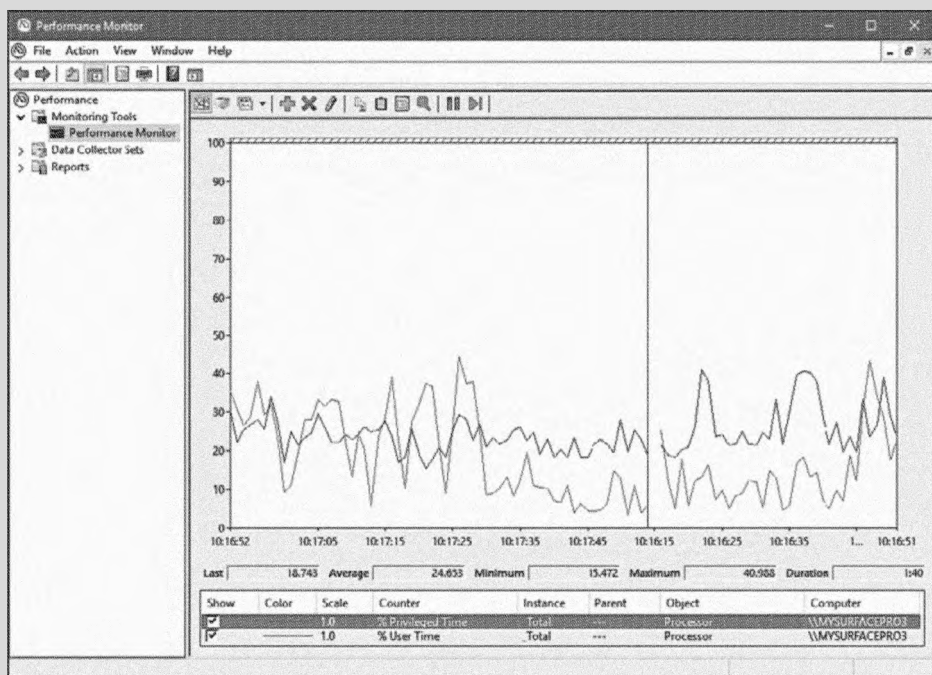 Performance Monitor
File Action View Window Help
Performance
Monitoring Tools
Performance Monitor
Data Collector Sets
Reports
100
90
80
70
60
50
40
30
20
10
0
10:16:52 10:17:05 10:17:15 10:17:25 10:17:35 10:17:45 10:16:15 10:16:25 10:16:35 1... 10:16:51
Last 18.743 Average 24.653 Minimum 15.472 Maximum 40.988 Duration 1:40
Show Color Scale Counter Instance Parent Object Computer
1.0 % Privileged Time _Total --- Processor \\MYSURFACEPRO3
1.0 % User Time _Total --- Processor \\MYSURFACEPRO3